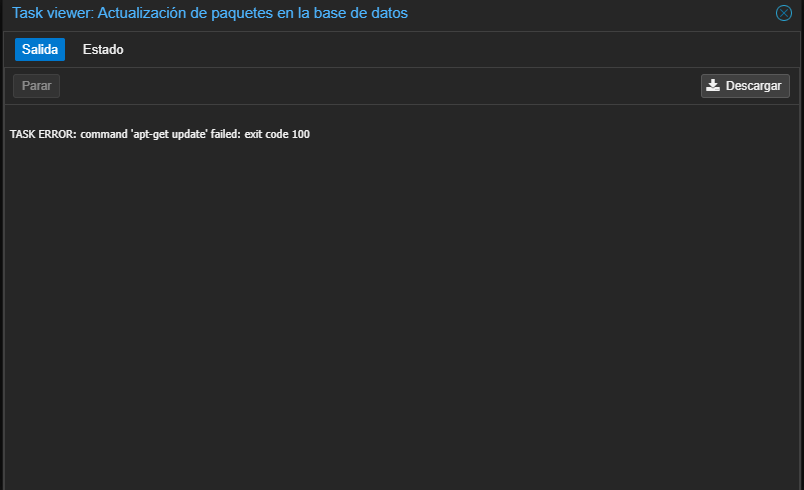 Task viewer: Actualización de paquetes en la base de datos
Salida Estado
Parar Descargar
TASK ERROR: command 'apt-get update' failed: exit code 100